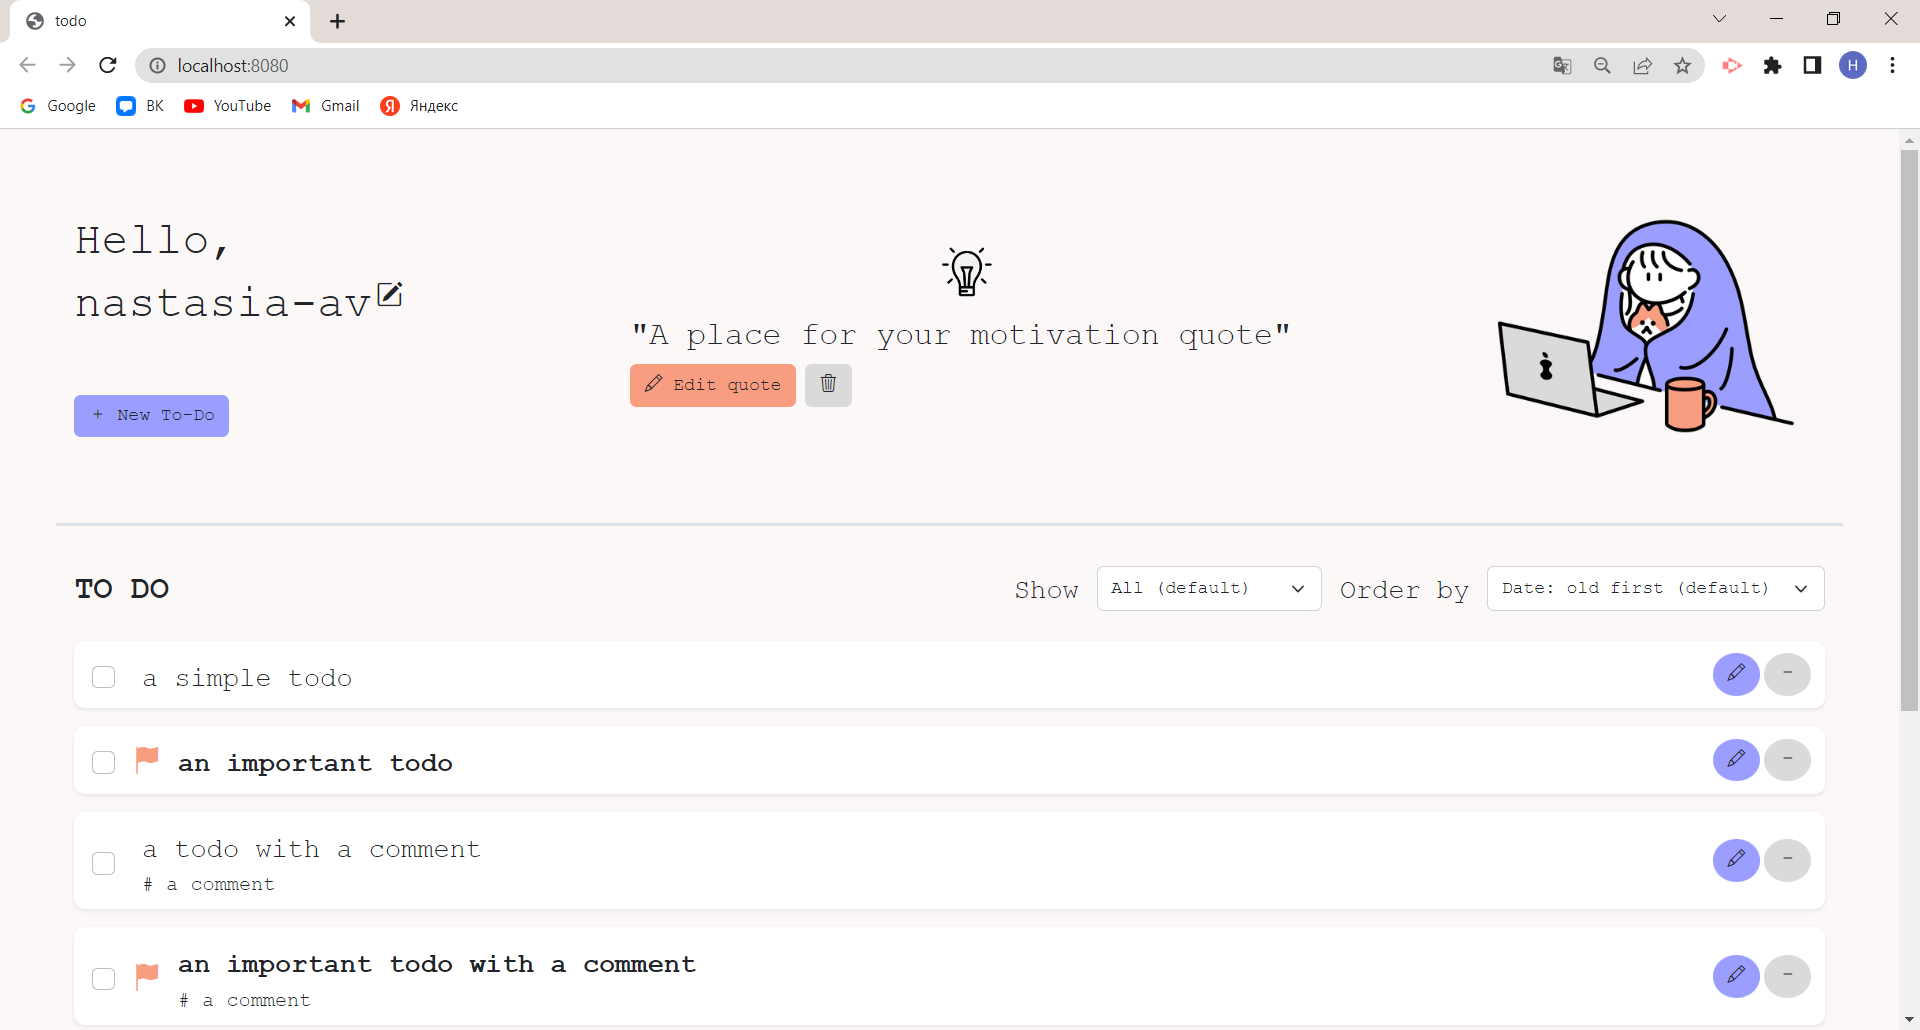 todo
localhost:8080
H
Google
ВК
YouTube
Gmail
Яндекс
Hello,
nastasia-av
"A place for your motivation quote"
Edit quote
+ New To-Do
TO DO
Show
All (default)
Order by
Date: old first (default)
a simple todo
an important todo
a todo with a comment
# a comment
an important todo with a comment
# a comment